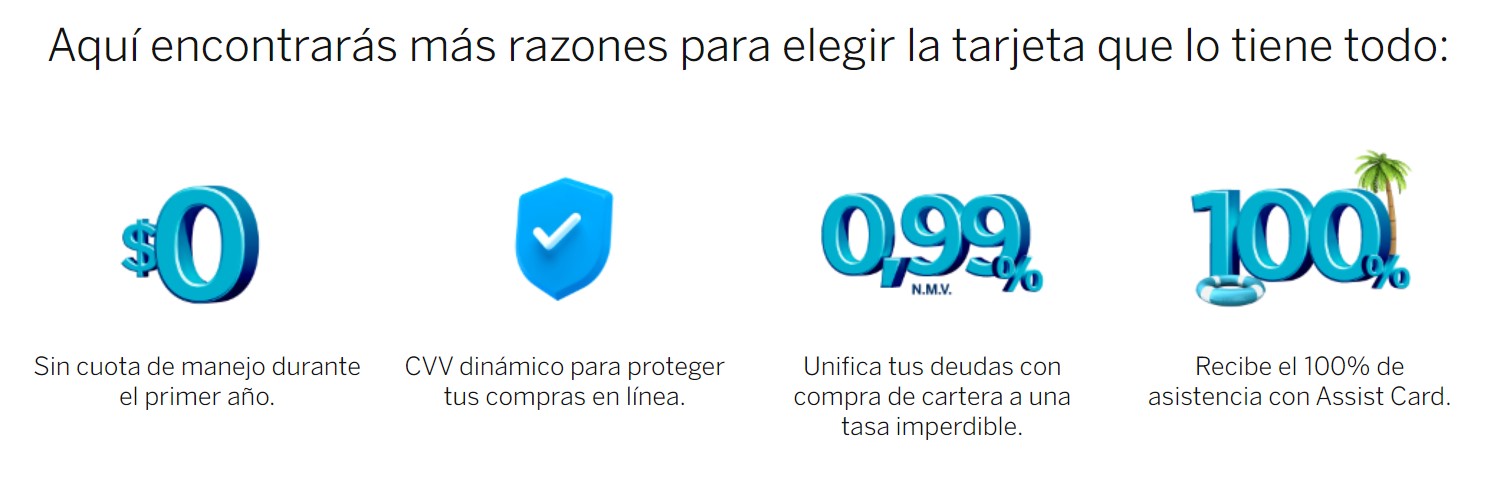 Aquí encontrarás más razones para elegir la tarjeta que lo tiene todo:
$0
Sin cuota de manejo durante
el primer año.
CVV dinámico para proteger
tus compras en línea.
0,99%
N.M.V.
Unifica tus deudas con
compra de cartera a una
tasa imperdible.
100%
Recibe el 100% de
asistencia con Assist Card.